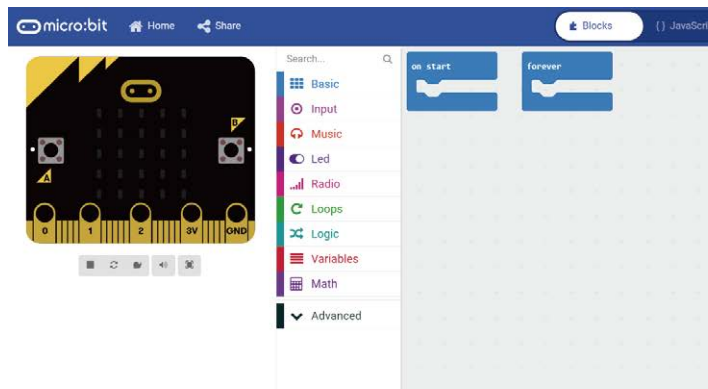 micro:bit Home Share Blocks {} JavaScri
Search...
Basic
Input
Music
Led
Radio
Loops
Logic
Variables
Math
Advanced
on start
forever
B
A
0 1 2 3V GND